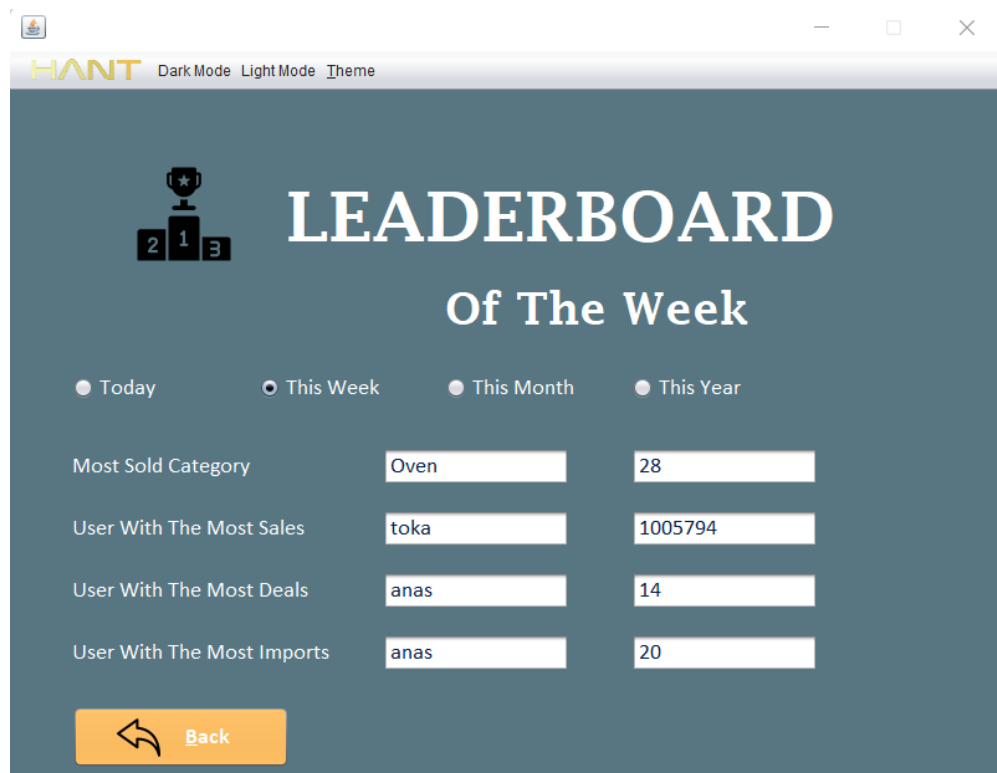 HANT Dark Mode Light Mode Theme
LEADERBOARD
2 1 3
Of The Week
Today This Week This Month This Year
Most Sold Category Oven 28
User With The Most Sales toka 1005794
User With The Most Deals anas 14
User With The Most Imports anas 20
Back